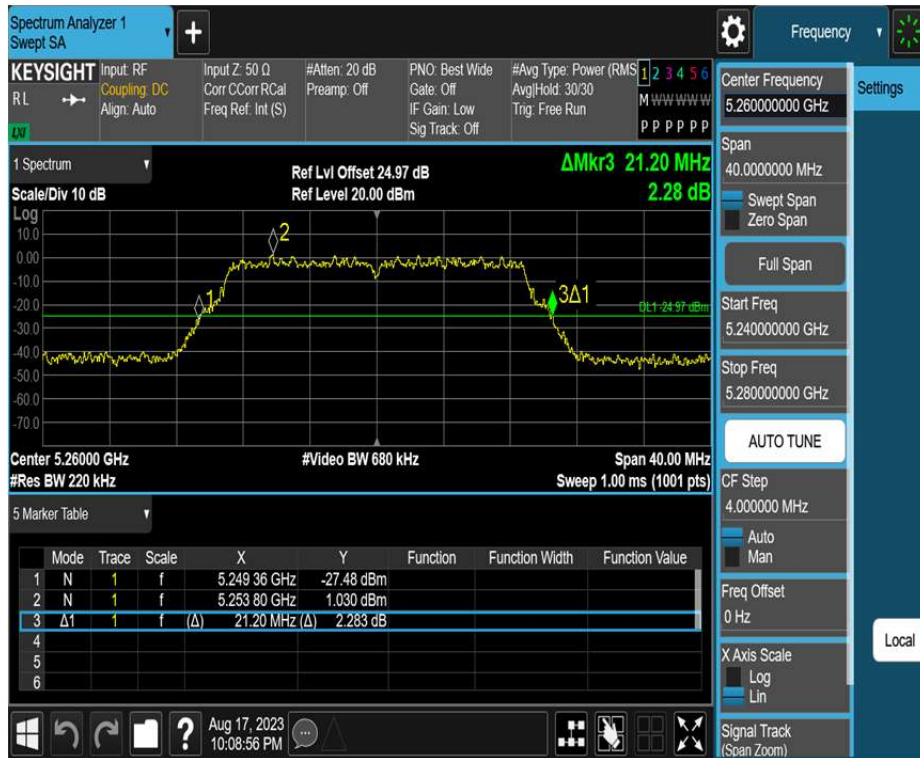 Spectrum Analyzer 1
Swept SA
+
Frequency
KEYSIGHT
RL
LXI
Input: RF
Coupling: DC
Align: Auto
Input Z: 50 Ω
Corr CCorr RCal
Freq Ref: Int (S)
#Atten: 20 dB
Preamp: Off
PNO: Best Wide
Gate: Off
IF Gain: Low
Sig Track: Off
#Avg Type: Power (RMS
Avg|Hold: 30/30
Trig: Free Run
1 2 3 4 5 6
M W W W W W
P P P P P P
Center Frequency
5.260000000 GHz
Settings
Span
40.0000000 MHz
Swept Span
Zero Span
Full Span
Start Freq
5.240000000 GHz
Stop Freq
5.280000000 GHz
AUTO TUNE
CF Step
4.000000 MHz
Auto
Man
Freq Offset
0 Hz
X Axis Scale
Log
Lin
Signal Track
(Span Zoom)
Local
1 Spectrum
Scale/Div 10 dB
Ref Lvl Offset 24.97 dB
Ref Level 20.00 dBm
ΔMkr3 21.20 MHz
2.28 dB
Log
10.0
0.00
-10.0
-20.0
-30.0
-40.0
-50.0
-60.0
-70.0
2
1
3Δ1
DL1 -24.97 dBm
Center 5.26000 GHz
#Res BW 220 kHz
#Video BW 680 kHz
Span 40.00 MHz
Sweep 1.00 ms (1001 pts)
5 Marker Table
Mode Trace Scale X Y Function Function Width Function Value
1 N 1 f 5.249 36 GHz -27.48 dBm
2 N 1 f 5.253 80 GHz 1.030 dBm
3 Δ1 1 f (Δ) 21.20 MHz (Δ) 2.283 dB
4
5
6
?
Aug 17, 2023
10:08:56 PM